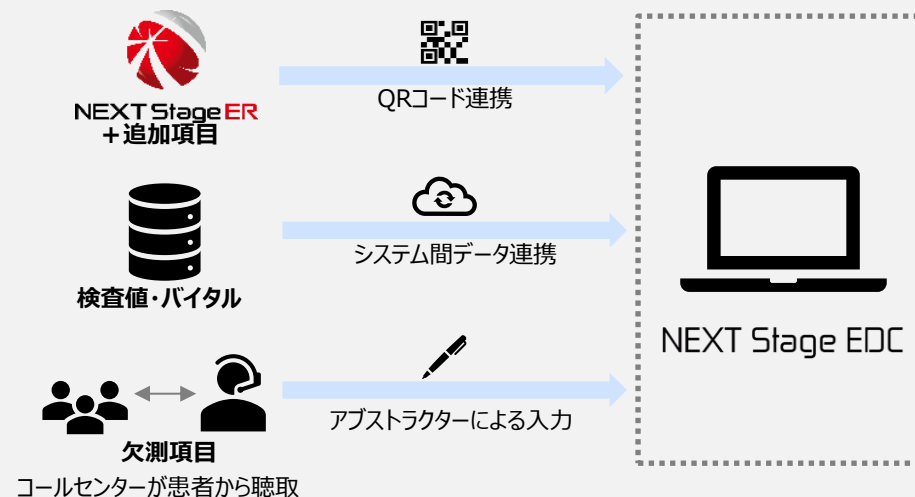 NEXT Stage ER
＋追加項目
QRコード連携
検査値・バイタル
システム間データ連携
欠測項目
コールセンターが患者から聴取
アブストラクターによる入力
NEXT Stage EDC